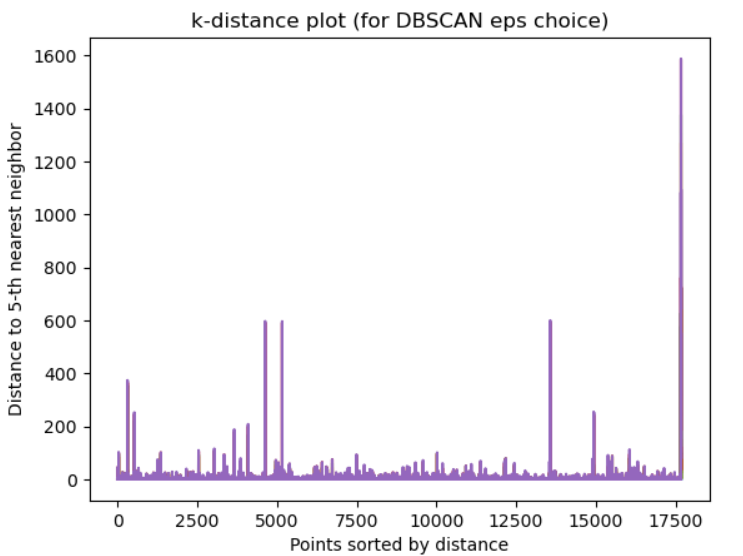 k-distance plot (for DBSCAN eps choice)
1600
1400
1200
1000
800
600
400
200
0
Distance to 5-th nearest neighbor
0 2500 5000 7500 10000 12500 15000 17500
Points sorted by distance